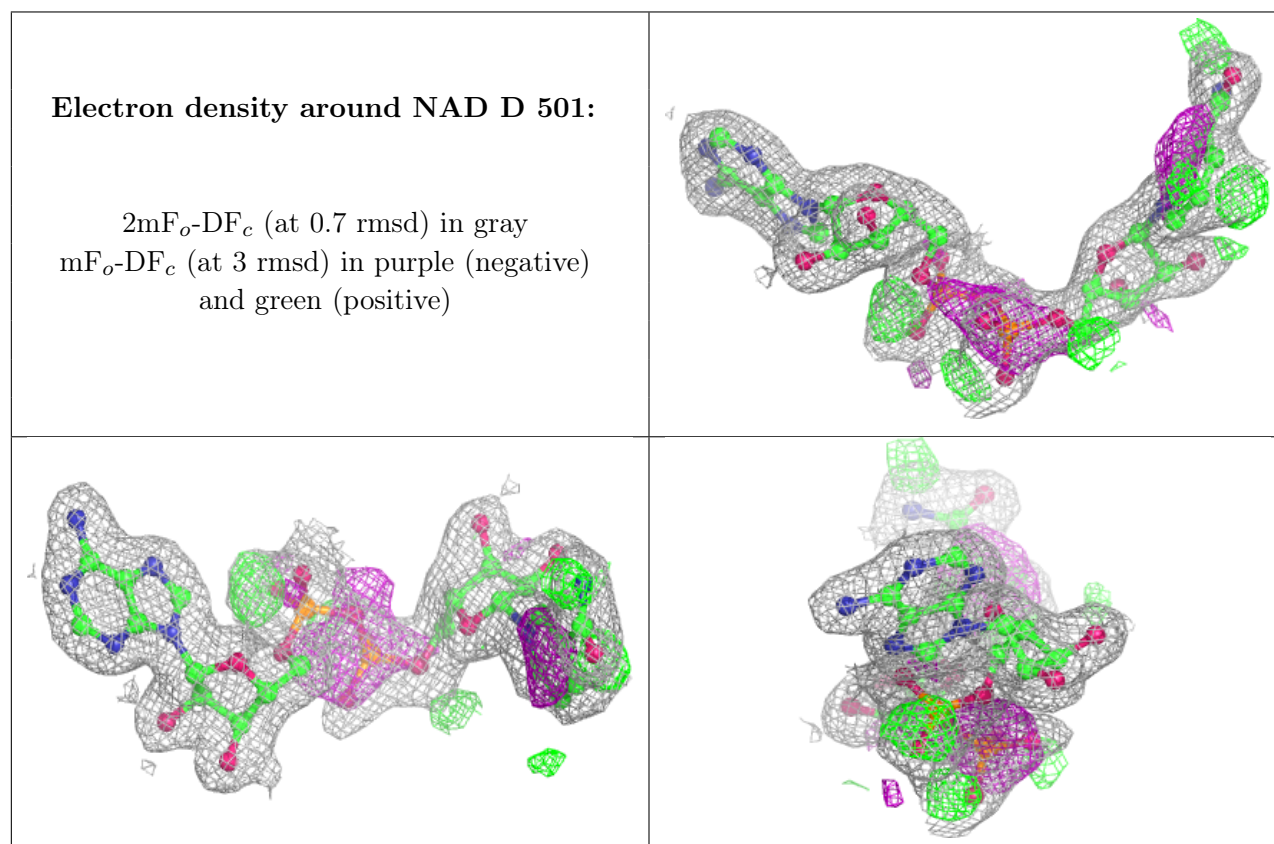 Electron density around NAD D 501:
2mFo-DFc (at 0.7 rmsd) in gray
mFo-DFc (at 3 rmsd) in purple (negative)
and green (positive)